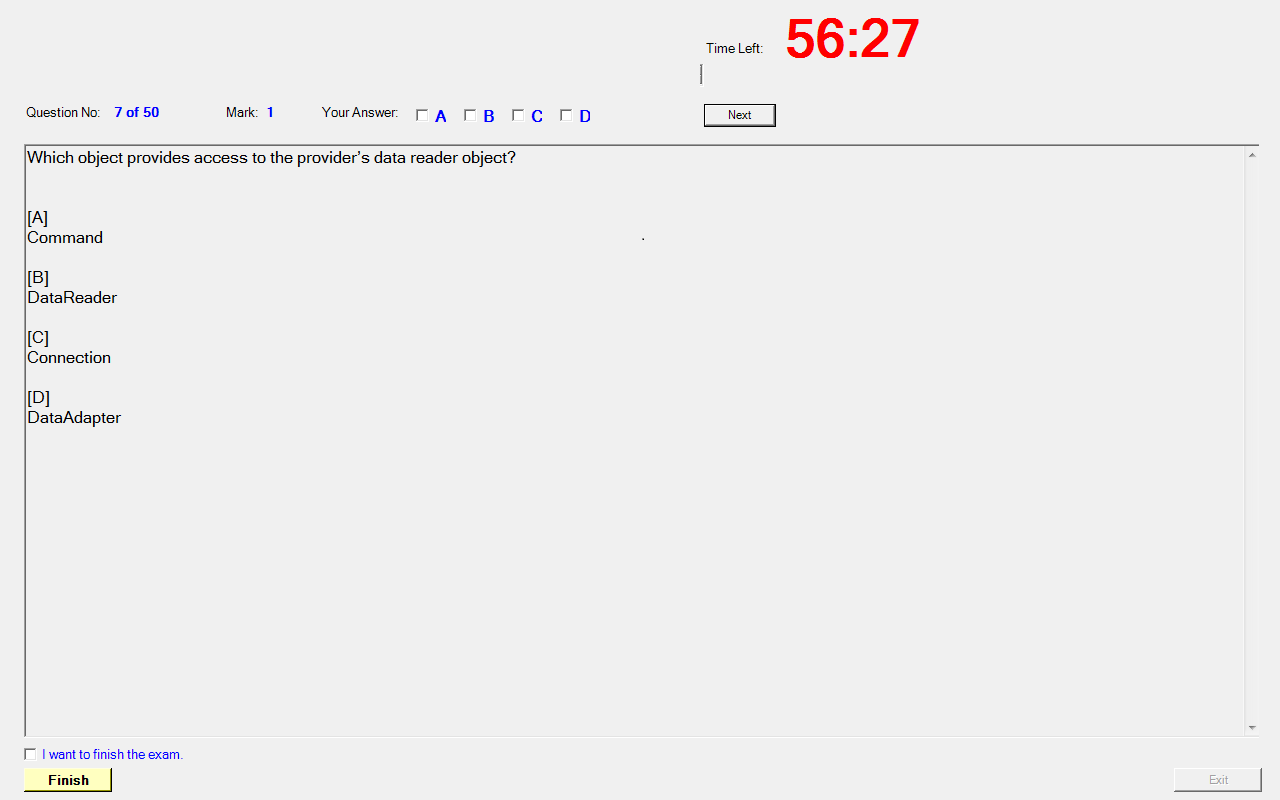 Time Left: 56:27
Question No: 7 of 50 Mark: 1 Your Answer: A B C D Next
Which object provides access to the provider’s data reader object?
[A]
Command
[B]
DataReader
[C]
Connection
[D]
DataAdapter
I want to finish the exam.
Finish Exit